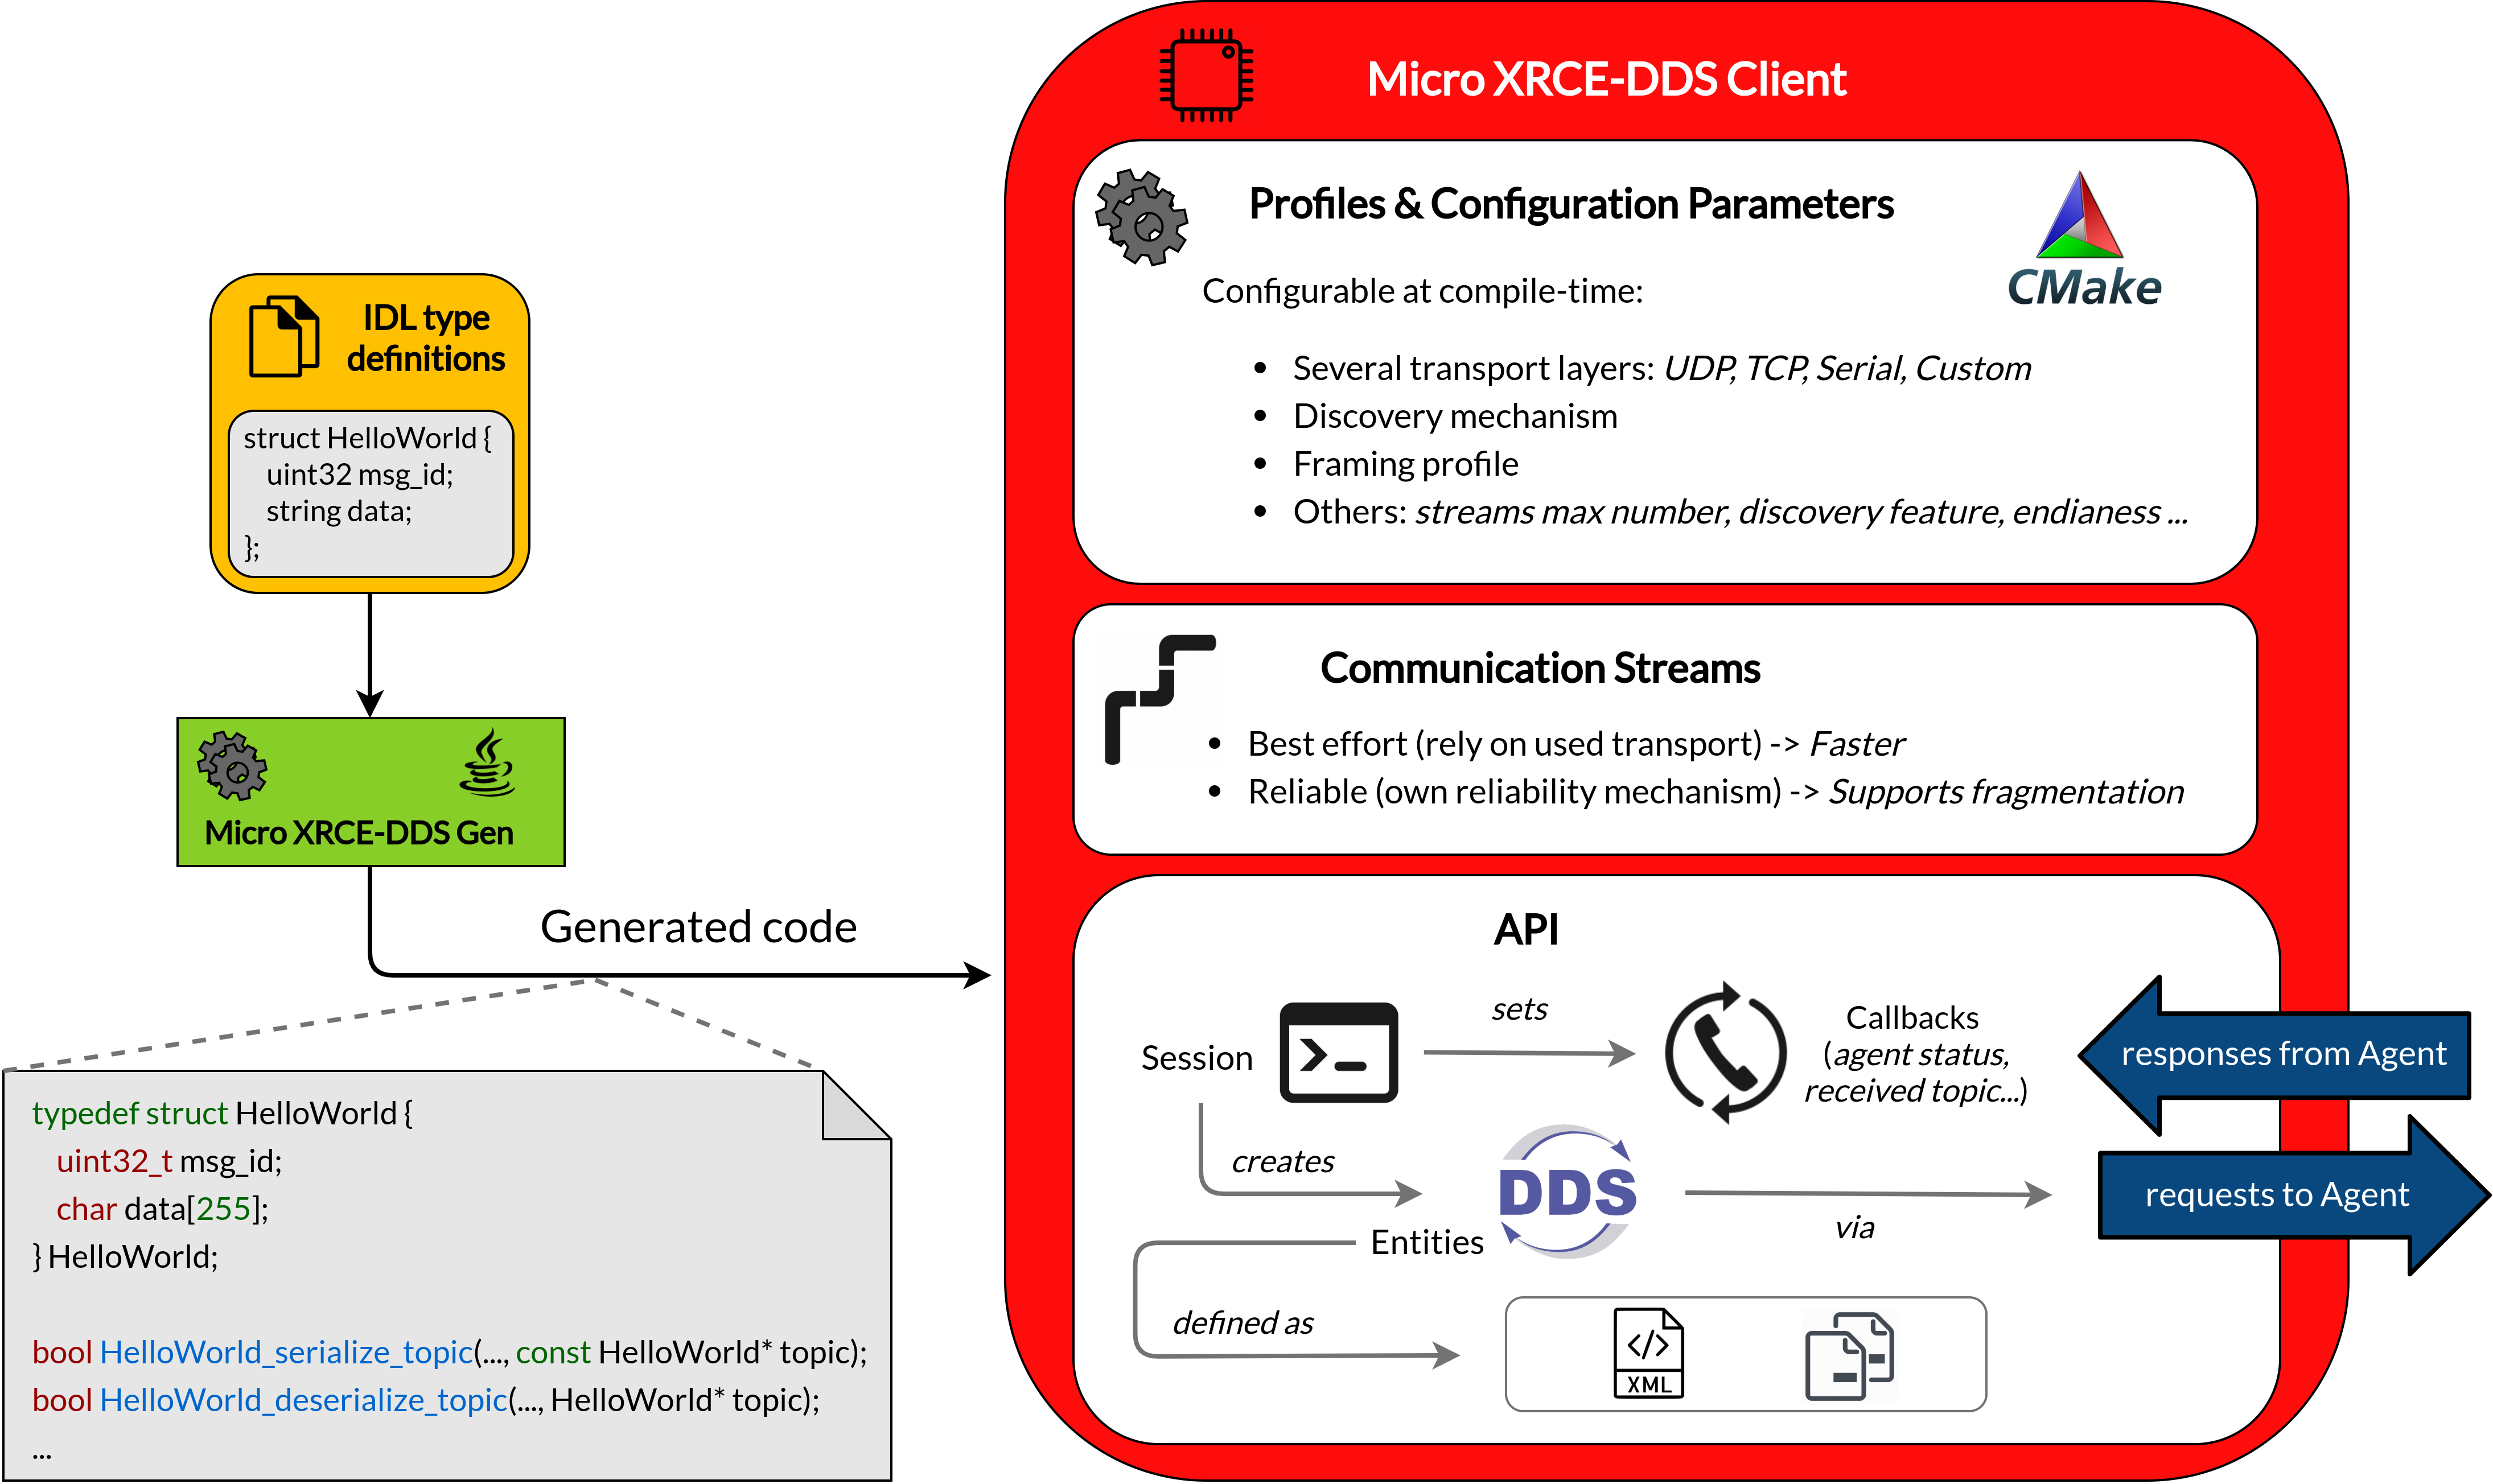 Micro XRCE-DDS Client
Profiles & Configuration Parameters
CMake
Configurable at compile-time:
• Several transport layers: UDP, TCP, Serial, Custom
• Discovery mechanism
• Framing profile
• Others: streams max number, discovery feature, endianess ...
IDL type
definitions
struct HelloWorld {
uint32 msg_id;
string data;
};
Micro XRCE-DDS Gen
Generated code
typedef struct HelloWorld {
uint32_t msg_id;
char data[255];
} HelloWorld;
bool HelloWorld_serialize_topic(..., const HelloWorld* topic);
bool HelloWorld_deserialize_topic(..., HelloWorld* topic);
...
Communication Streams
• Best effort (rely on used transport) -> Faster
• Reliable (own reliability mechanism) -> Supports fragmentation
API
Session
sets
Callbacks
(agent status,
received topic...)
responses from Agent
creates
DDS
Entities
via
requests to Agent
defined as
XML